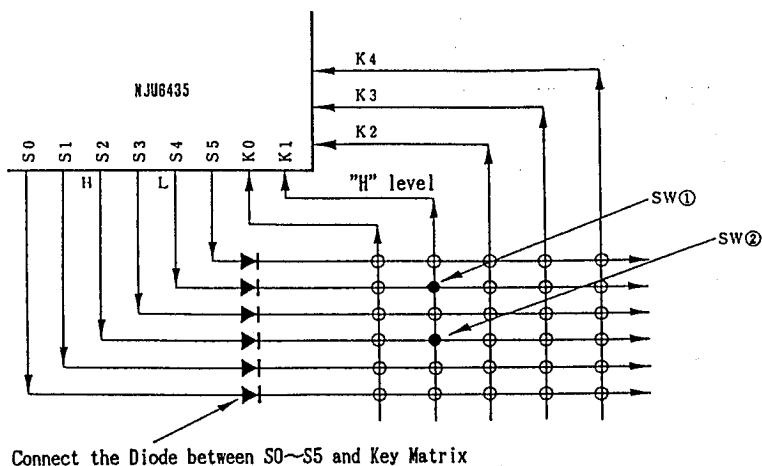 K4
NJU6435
K3
K2
S0 S1 S2 S3 S4 S5 K0 K1
H L
"H" level
SW①
SW②
Connect the Diode between S0~S5 and Key Matrix